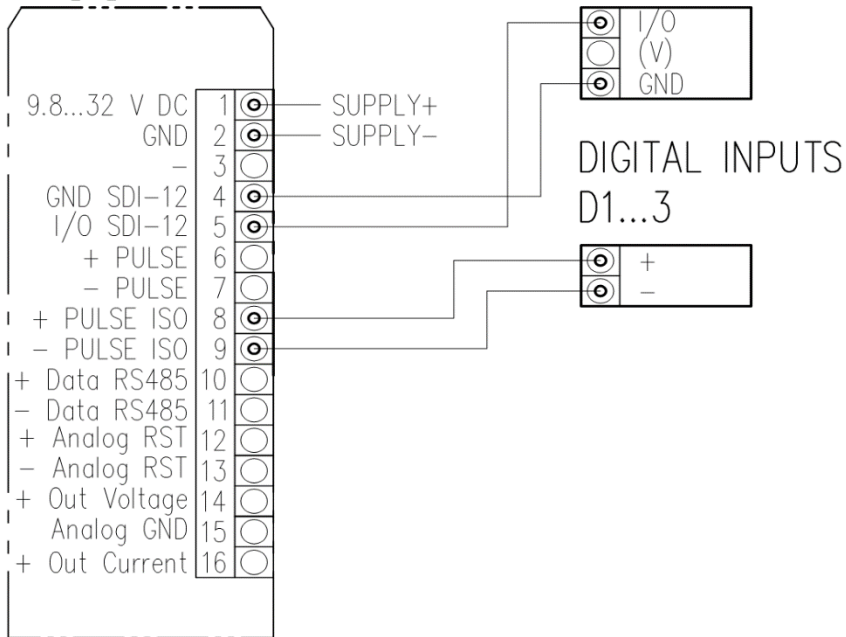 I/O
(V)
GND
9.8...32 V DC 1 SUPPLY+
GND 2 SUPPLY-
- 3
GND SDI-12 4
I/O SDI-12 5
DIGITAL INPUTS
D1...3
+ PULSE 6
- PULSE 7
+ PULSE ISO 8
- PULSE ISO 9
+
-
+ Data RS485 10
- Data RS485 11
+ Analog RST 12
- Analog RST 13
+ Out Voltage 14
Analog GND 15
+ Out Current 16